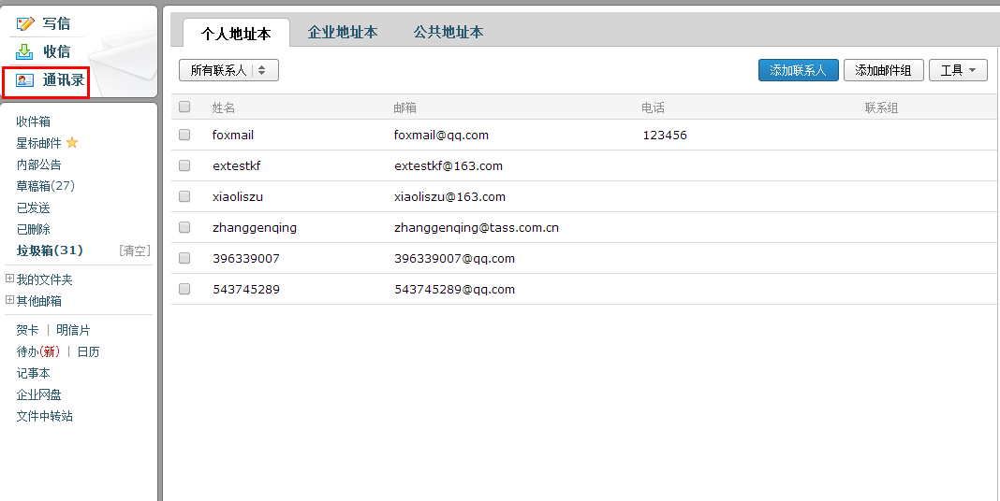 写信
收信
通讯录
收件箱
星标邮件
内部公告
草稿箱(27)
已发送
已删除
垃圾箱(31) [清空]
我的文件夹
其他邮箱
贺卡 | 明信片
待办(新) | 日历
记事本
企业网盘
文件中转站
个人地址本 企业地址本 公共地址本
所有联系人 添加联系人 添加邮件组 工具
姓名 邮箱 电话 联系组
foxmail foxmail@qq.com 123456
extestkf extestkf@163.com
xiaoliszu xiaoliszu@163.com
zhanggenqing zhanggenqing@tass.com.cn
396339007 396339007@qq.com
543745289 543745289@qq.com